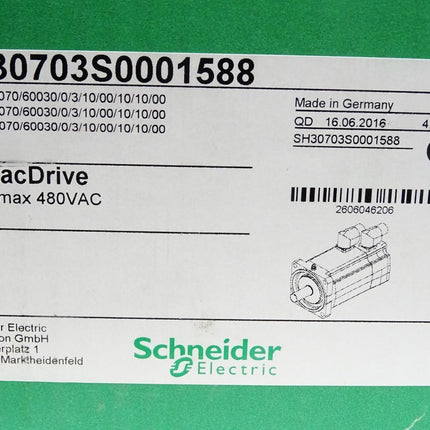 30703S0001588
070/60030/0/3/10/00/10/10/00
070/60030/0/3/10/00/10/10/00
070/60030/0/3/10/00/10/10/00
Made in Germany
QD 16.06.2016 4
SH30703S0001588
acDrive
max 480VAC
2606046206
r Electric
on GmbH
erplatz 1
Marktheidenfeld
Schneider
Electric